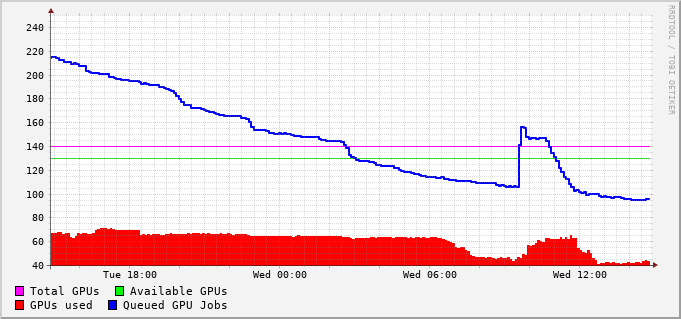 RRDTOOL / TOBI OETIKER
240
220
200
180
160
140
120
100
80
60
40
Tue 18:00 Wed 00:00 Wed 06:00 Wed 12:00
Total GPUs Available GPUs
GPUs used Queued GPU Jobs